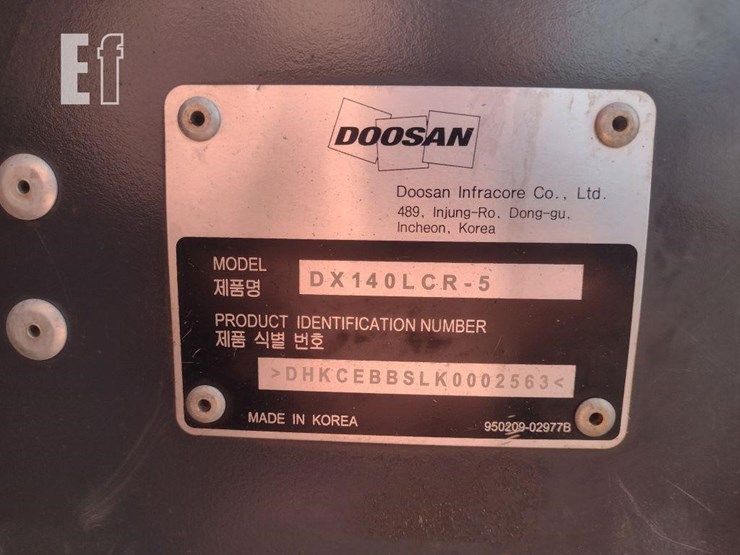 Ef
DOOSAN
Doosan Infracore Co., Ltd.
489, Injung-Ro, Dong-gu,
Incheon, Korea
MODEL
제품명
DX140LCR-5
PRODUCT IDENTIFICATION NUMBER
제품 식별 번호
>DHKCEBBSLK0002563<
MADE IN KOREA
950209-02977B